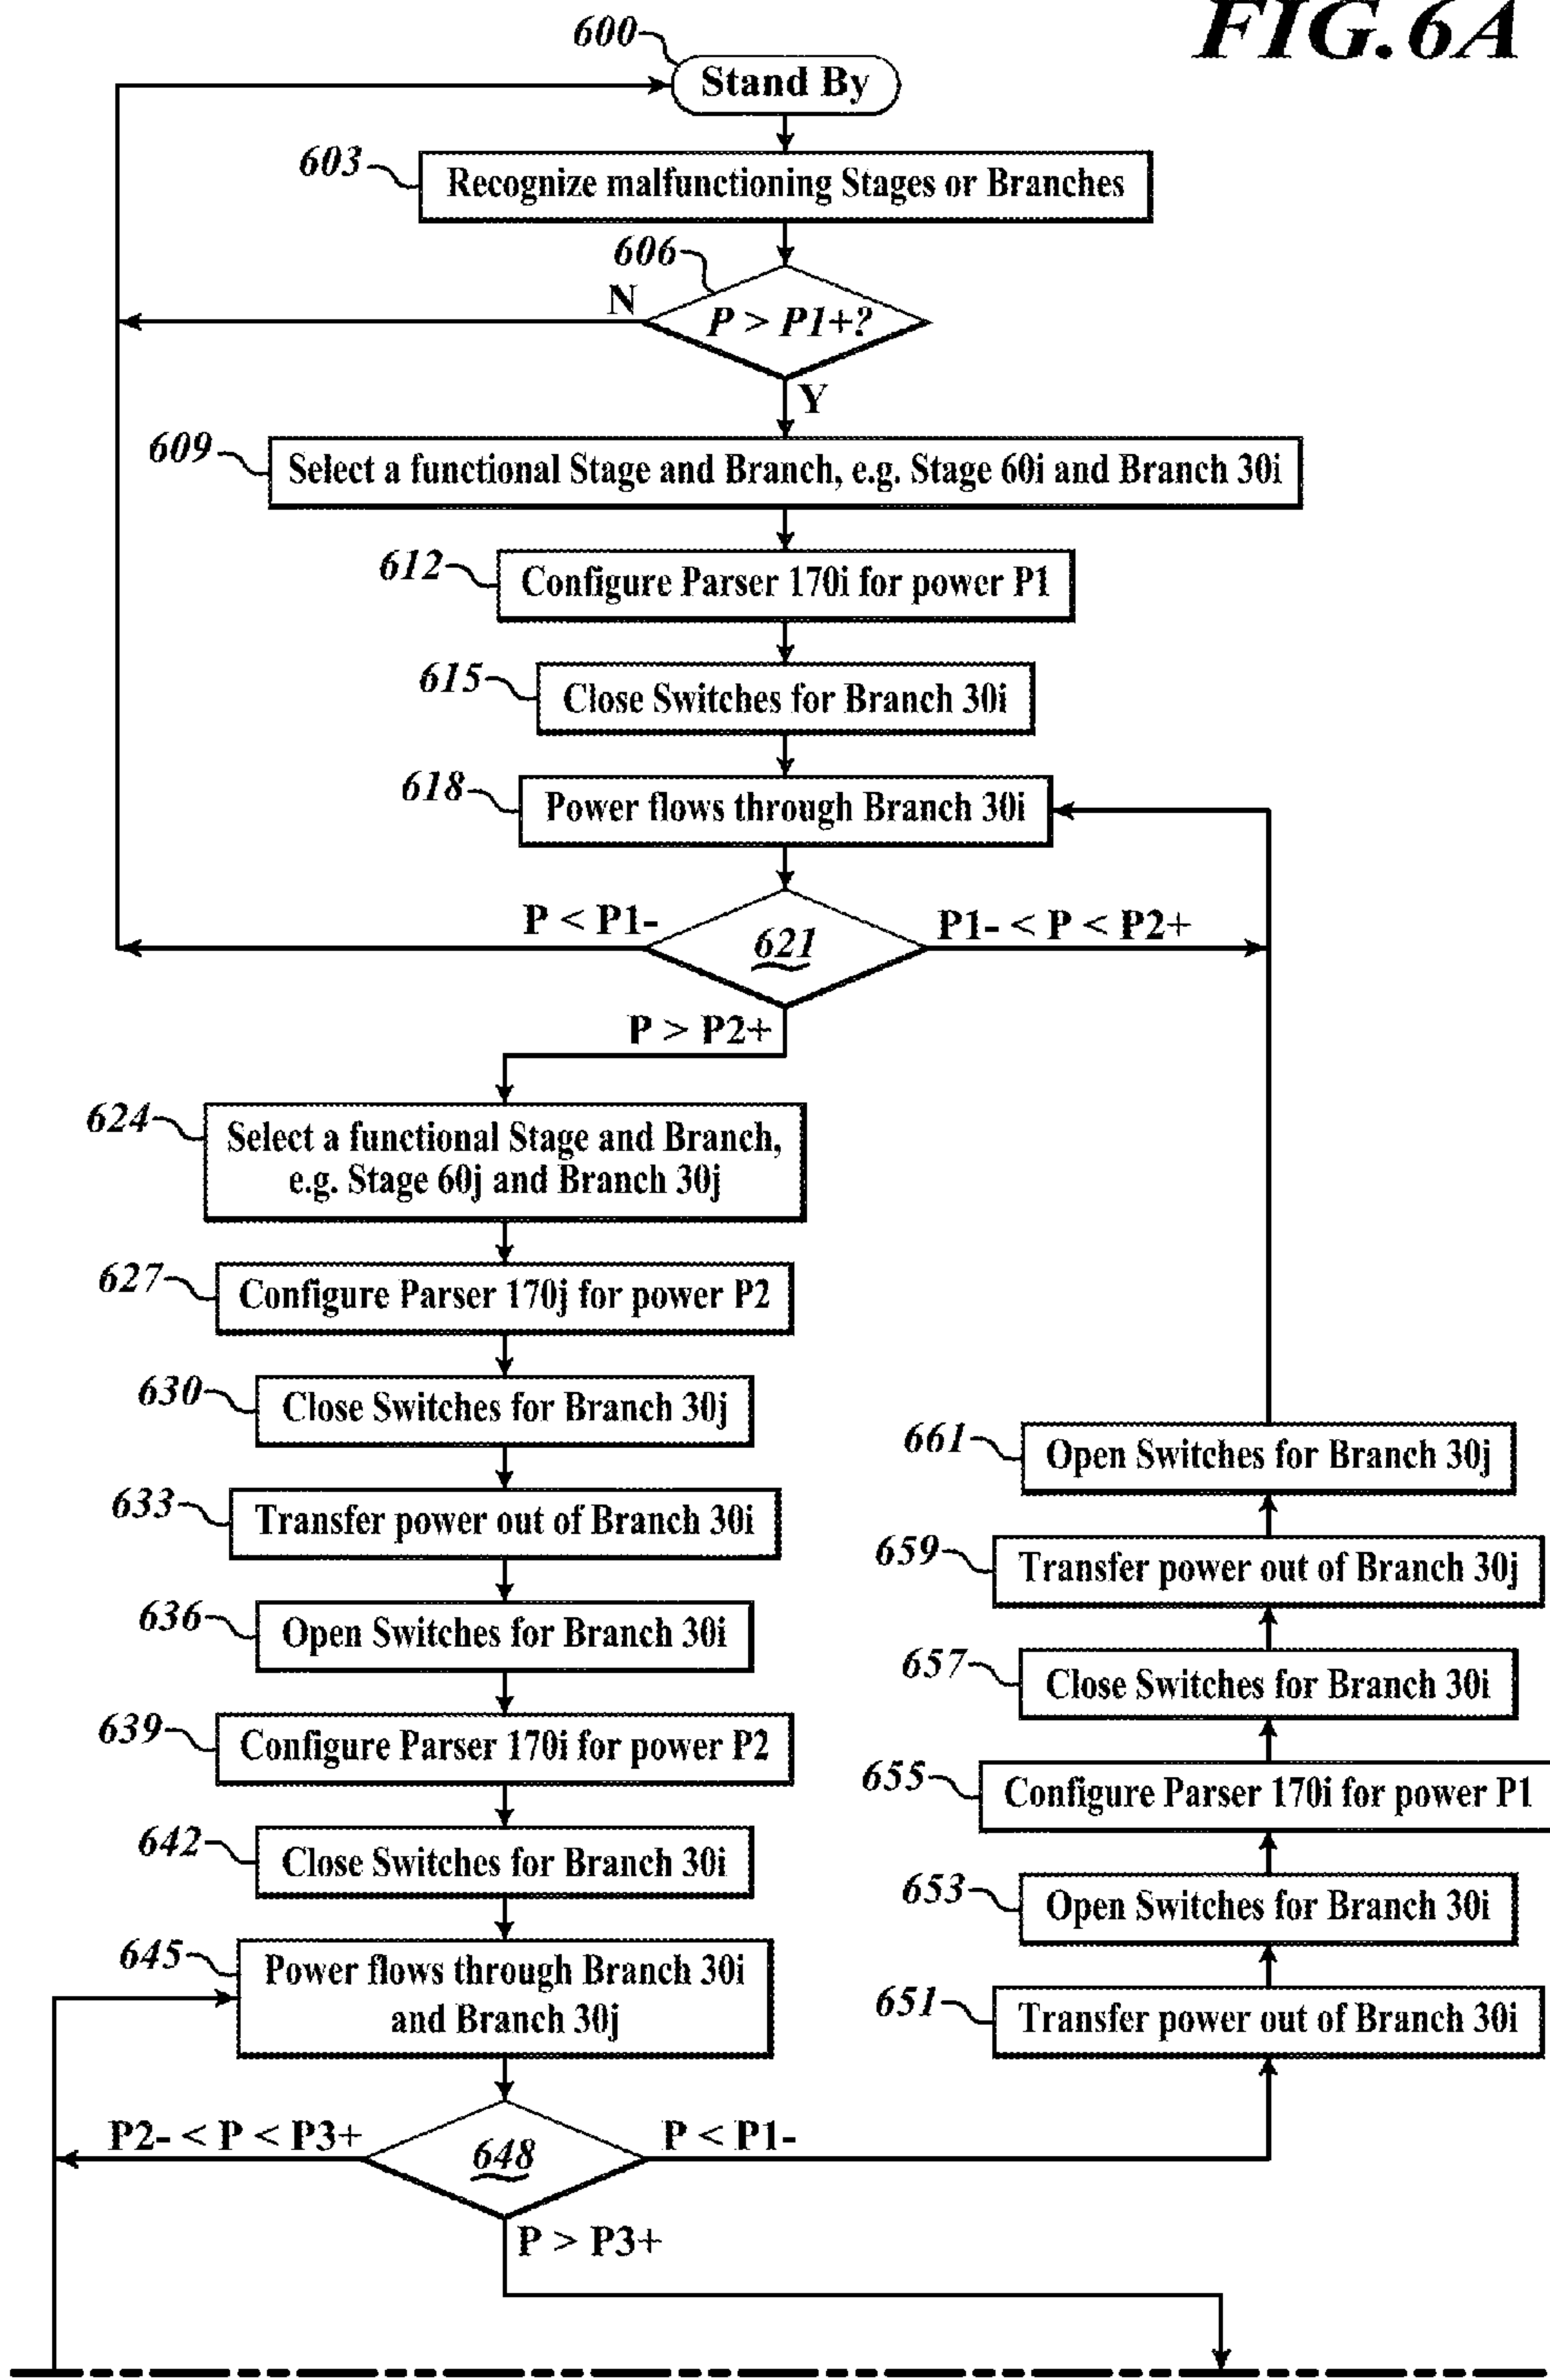 FIG. 6A
600
Stand By
603
Recognize malfunctioning Stages or Branches
606
N
P > P1+?
Y
609
Select a functional Stage and Branch, e.g. Stage 60i and Branch 30i
612
Configure Parser 170i for power P1
615
Close Switches for Branch 30i
618
Power flows through Branch 30i
P < P1-
621
P1- < P < P2+
P > P2+
624
Select a functional Stage and Branch,
e.g. Stage 60j and Branch 30j
627
Configure Parser 170j for power P2
630
Close Switches for Branch 30j
633
Transfer power out of Branch 30i
636
Open Switches for Branch 30i
639
Configure Parser 170i for power P2
642
Close Switches for Branch 30i
645
Power flows through Branch 30i
and Branch 30j
P2- < P < P3+
648
P < P1-
P > P3+
661
Open Switches for Branch 30j
659
Transfer power out of Branch 30j
657
Close Switches for Branch 30i
655
Configure Parser 170i for power P1
653
Open Switches for Branch 30i
651
Transfer power out of Branch 30i